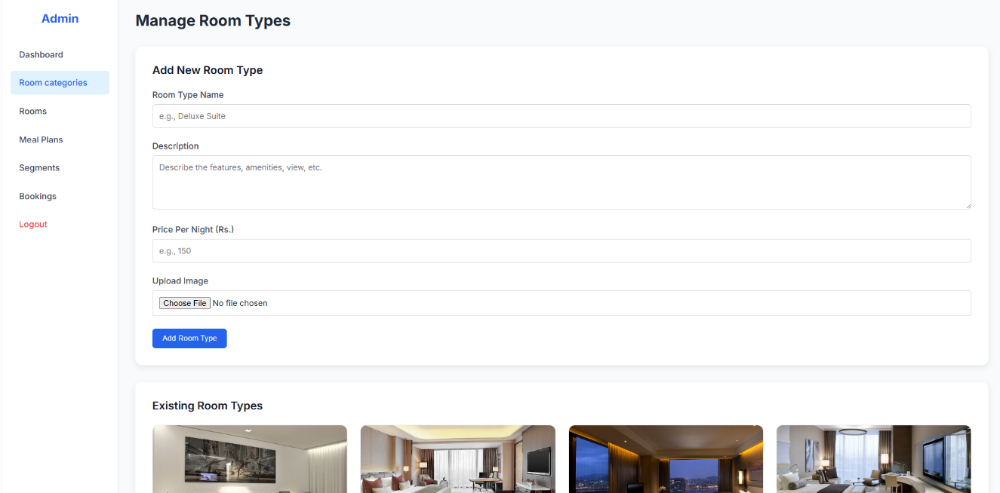 Admin
Dashboard
Room categories
Rooms
Meal Plans
Segments
Bookings
Logout
Manage Room Types
Add New Room Type
Room Type Name
e.g., Deluxe Suite
Description
Describe the features, amenities, view, etc.
Price Per Night (Rs.)
e.g., 150
Upload Image
Choose File No file chosen
Add Room Type
Existing Room Types